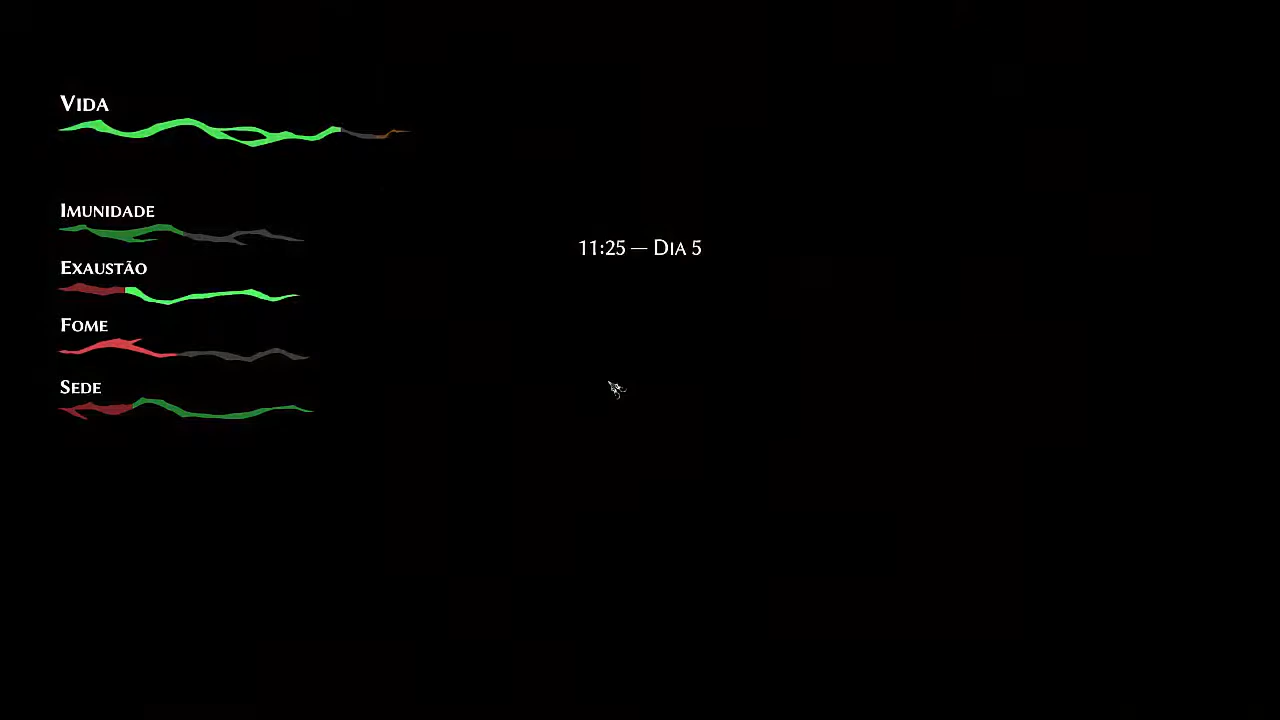 Vida
Imunidade
11:25 — Dia 5
Exaustão
Fome
Sede